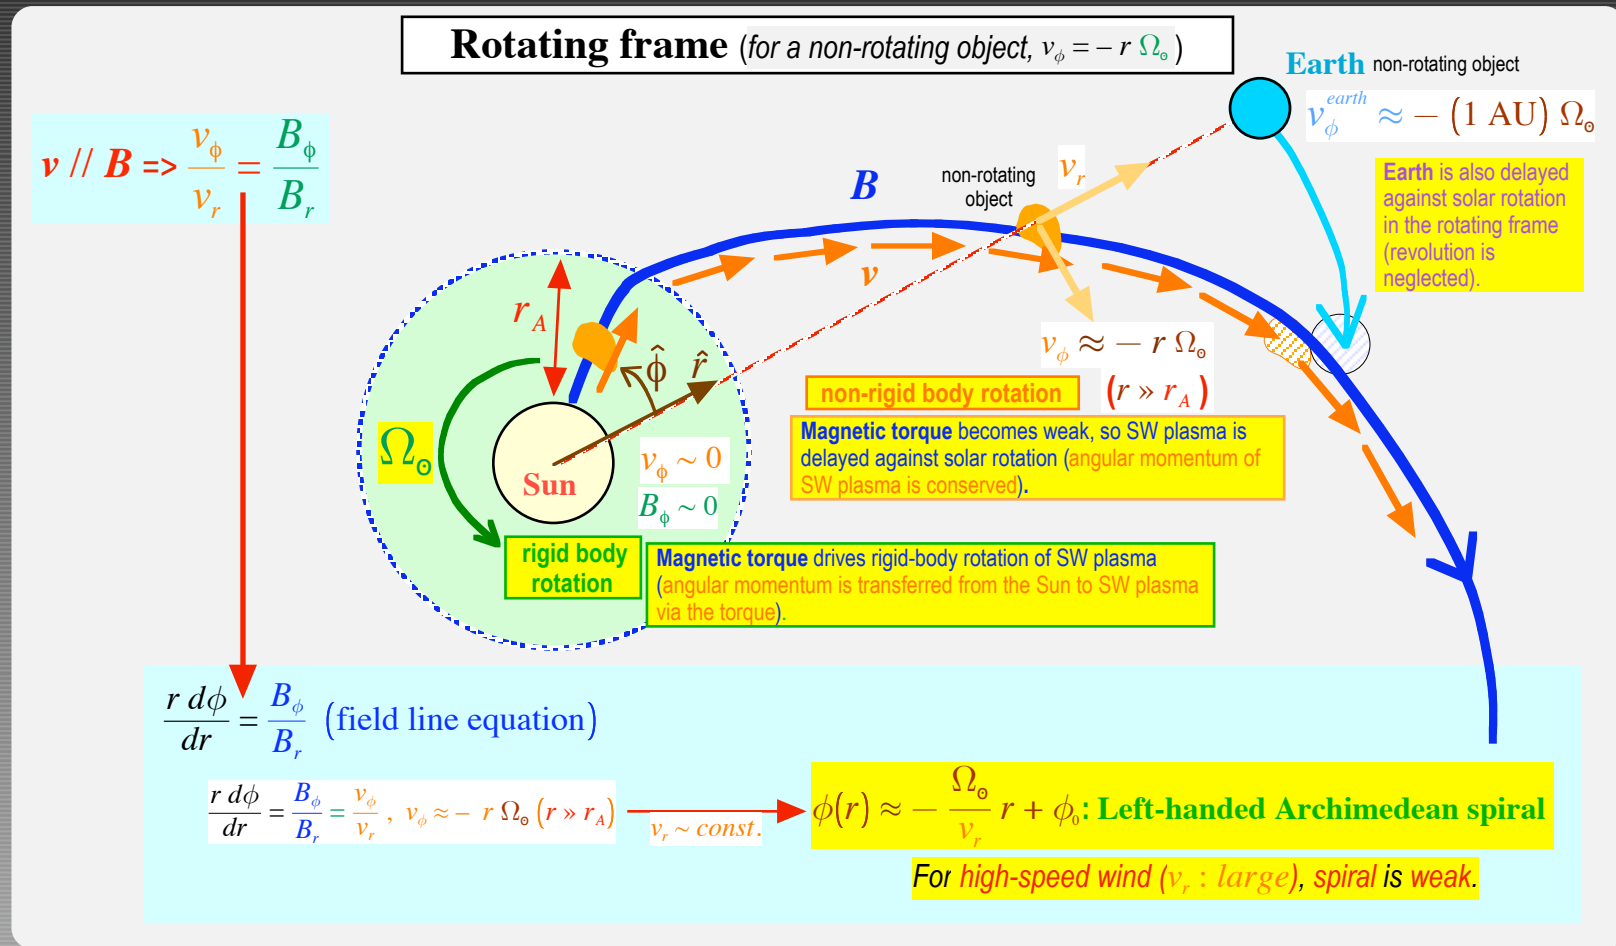 Rotating frame (for a non-rotating object, v_ϕ = − r Ω_⊙)
Earth non-rotating object
v_ϕ^earth ≈ − (1 AU) Ω_⊙
v // B => v_ϕ / v_r = B_ϕ / B_r
Earth is also delayed
against solar rotation
in the rotating frame
(revolution is
neglected).
B
non-rotating
object
v_r
v
r_A
v_ϕ ≈ − r Ω_⊙
(r » r_A)
ϕ̂
r̂
non-rigid body rotation
Magnetic torque becomes weak, so SW plasma is
delayed against solar rotation (angular momentum of
SW plasma is conserved).
Ω_⊙
Sun
v_ϕ ~ 0
B_ϕ ~ 0
rigid body
rotation
Magnetic torque drives rigid-body rotation of SW plasma
(angular momentum is transferred from the Sun to SW plasma
via the torque).
r dϕ / dr = B_ϕ / B_r (field line equation)
r dϕ / dr = B_ϕ / B_r = v_ϕ / v_r , v_ϕ ≈ − r Ω_⊙ (r » r_A)
v_r ~ const.
ϕ(r) ≈ − Ω_⊙ / v_r r + ϕ_0 : Left-handed Archimedean spiral
For high-speed wind (v_r : large), spiral is weak.